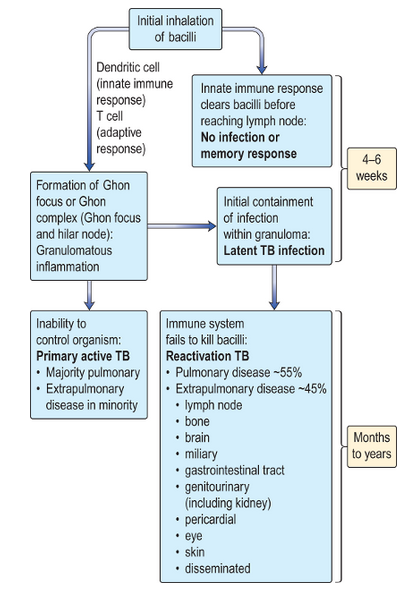 Initial inhalation
of bacilli
Dendritic cell
(innate immune
response)
T cell
(adaptive
response)
Innate immune response
clears bacilli before
reaching lymph node:
No infection or
memory response
4–6
weeks
Formation of Ghon
focus or Ghon
complex (Ghon focus
and hilar node):
Granulomatous
inflammation
Initial containment
of infection
within granuloma:
Latent TB infection
Inability to
control organism:
Primary active TB
• Majority pulmonary
• Extrapulmonary
disease in minority
Immune system
fails to kill bacilli:
Reactivation TB
• Pulmonary disease ~55%
• Extrapulmonary disease ~45%
• lymph node
• bone
• brain
• miliary
• gastrointestinal tract
• genitourinary
(including kidney)
• pericardial
• eye
• skin
• disseminated
Months
to years